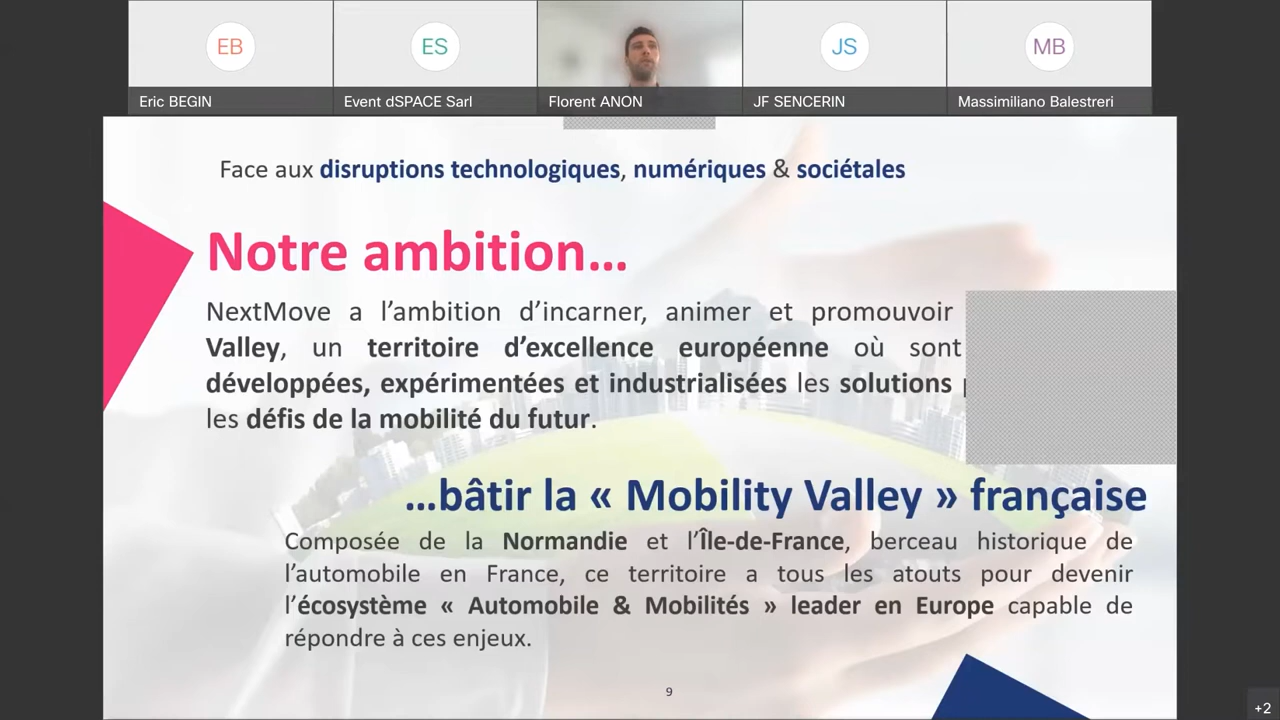 EB
ES
JS
MB
Eric BEGIN
Event dSPACE Sarl
Florent ANON
JF SENCERIN
Massimiliano Balestreri
Face aux disruptions technologiques, numériques & sociétales
Notre ambition...
NextMove a l’ambition d’incarner, animer et promouvoir
Valley, un territoire d’excellence européenne où sont
développées, expérimentées et industrialisées les solutions
les défis de la mobilité du futur.
...bâtir la « Mobility Valley » française
Composée de la Normandie et l’Île-de-France, berceau historique de
l’automobile en France, ce territoire a tous les atouts pour devenir
l’écosystème « Automobile & Mobilités » leader en Europe capable de
répondre à ces enjeux.
9
+2